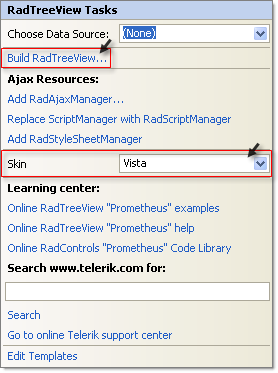 RadTreeView Tasks
Choose Data Source: (None)
Build RadTreeView...
Ajax Resources:
Add RadAjaxManager...
Replace ScriptManager with RadScriptManager
Add RadStyleSheetManager
Skin Vista
Learning center:
Online RadTreeView "Prometheus" examples
Online RadTreeView "Prometheus" help
Online RadControls "Prometheus" Code Library
Search www.telerik.com for:
Search
Go to online Telerik support center
Edit Templates